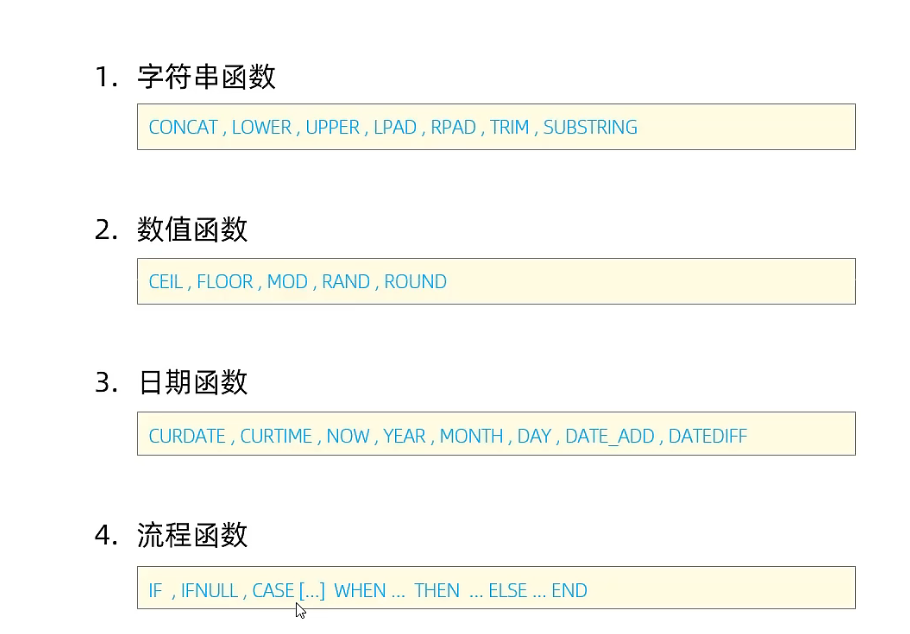 1. 字符串函数
CONCAT , LOWER , UPPER , LPAD , RPAD , TRIM , SUBSTRING
2. 数值函数
CEIL , FLOOR , MOD , RAND , ROUND
3. 日期函数
CURDATE , CURTIME , NOW , YEAR , MONTH , DAY , DATE_ADD , DATEDIFF
4. 流程函数
IF , IFNULL , CASE [...] WHEN ... THEN ... ELSE ... END